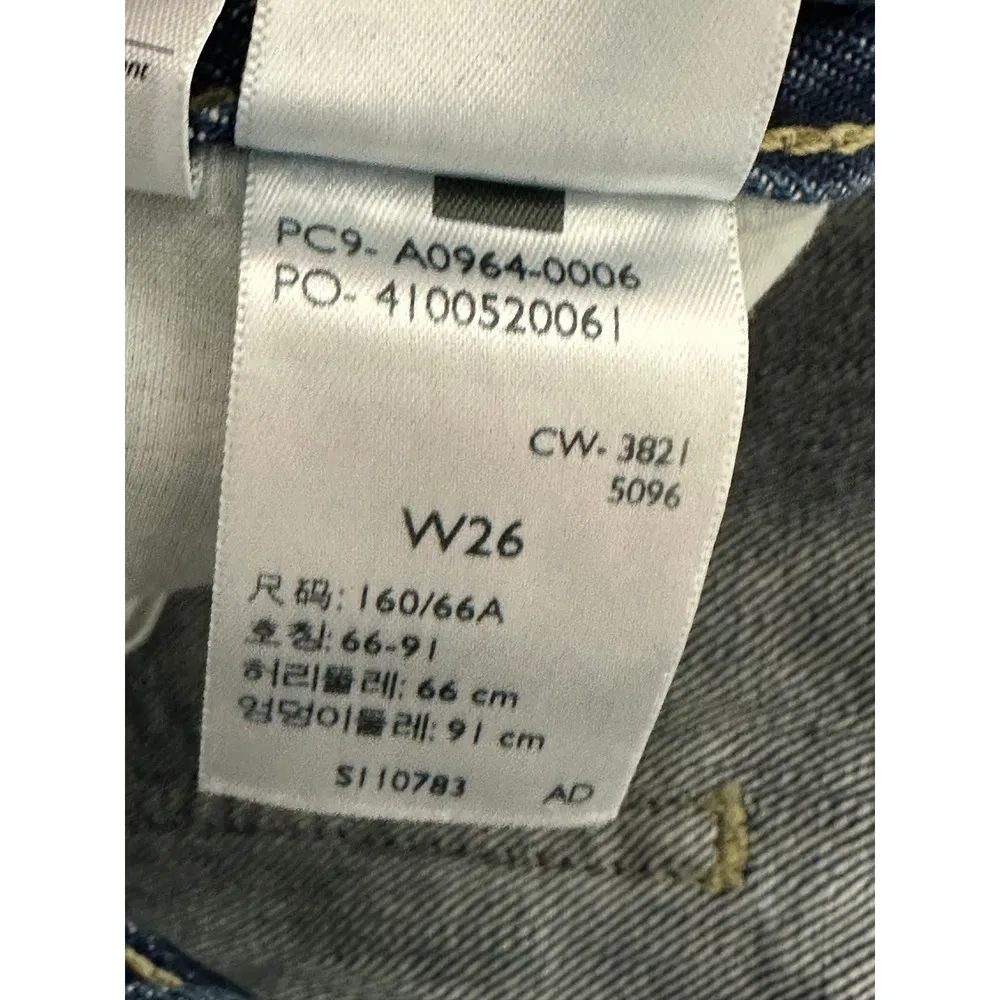 PC9- A0964-0006
PO- 4100520061
CW- 3821
5096
W26
尺码: 160/66A
호칭: 66-91
허리둘레: 66 cm
엉덩이둘레: 91 cm
S110783 AD